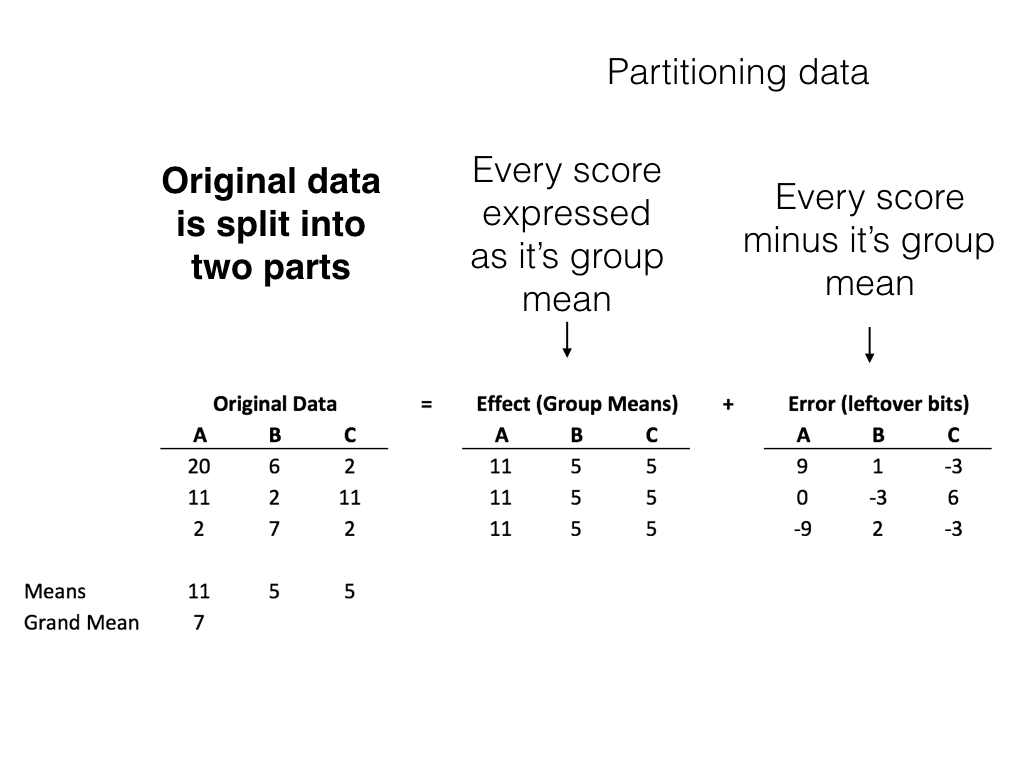 Partitioning data
Original data
is split into
two parts
Every score
expressed
as it's group
mean
Every score
minus it's group
mean
Original Data = Effect (Group Means) + Error (leftover bits)
A B C A B C A B C
20 6 2 11 5 5 9 1 -3
11 2 11 11 5 5 0 -3 6
2 7 2 11 5 5 -9 2 -3
Means 11 5 5
Grand Mean 7